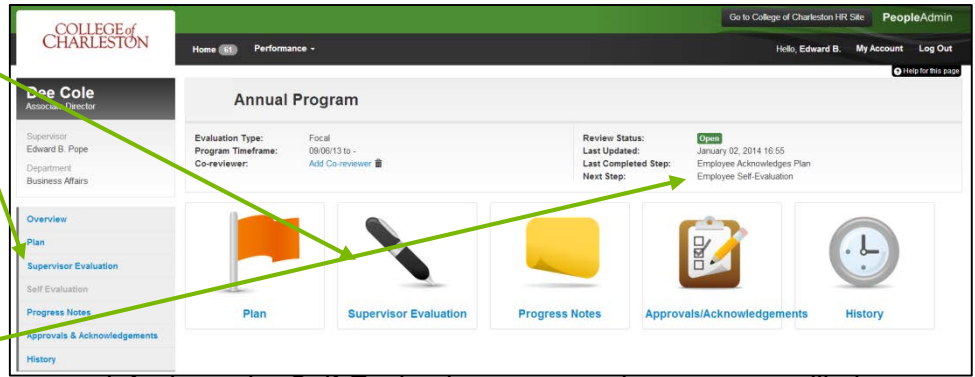 COLLEGE of
CHARLESTON
Go to College of Charleston HR Site PeopleAdmin
Home 61 Performance
Hello, Edward B. My Account Log Out
Help for this page
Dee Cole
Associate Director
Supervisor
Edward B. Pope
Department
Business Affairs
Overview
Plan
Supervisor Evaluation
Self Evaluation
Progress Notes
Approvals & Acknowledgements
History
Annual Program
Evaluation Type: Focal
Program Timeframe: 09/06/13 to -
Co-reviewer: Add Co-reviewer
Review Status: Open
Last Updated: January 02, 2014 16:55
Last Completed Step: Employee Acknowledges Plan
Next Step: Employee Self-Evaluation
Plan
Supervisor Evaluation
Progress Notes
Approvals/Acknowledgements
History